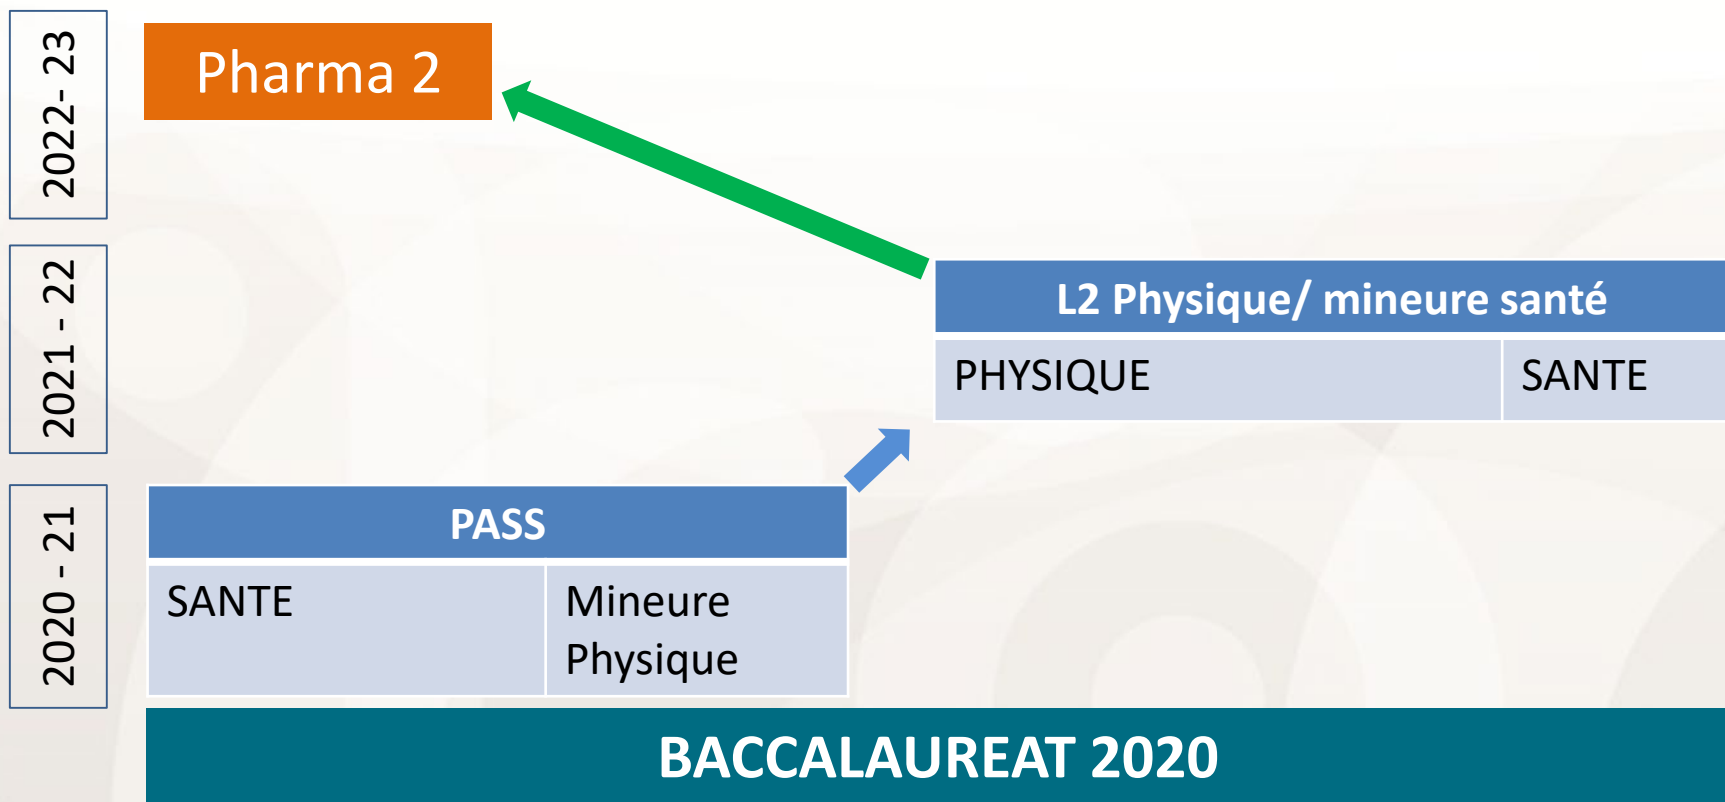 2022- 23
Pharma 2
2021 - 22
L2 Physique/ mineure santé
PHYSIQUE
SANTE
2020 - 21
PASS
SANTE
Mineure
Physique
BACCALAUREAT 2020